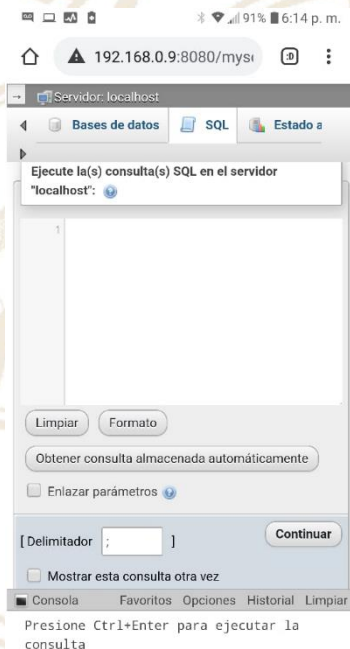 91% 6:14 p. m.
192.168.0.9:8080/mys
:D
Servidor: localhost
Bases de datos SQL Estado a
Ejecute la(s) consulta(s) SQL en el servidor
"localhost":
1
Limpiar Formato
Obtener consulta almacenada automáticamente
Enlazar parámetros
[ Delimitador ; ] Continuar
Mostrar esta consulta otra vez
Consola Favoritos Opciones Historial Limpiar
Presione Ctrl+Enter para ejecutar la
consulta